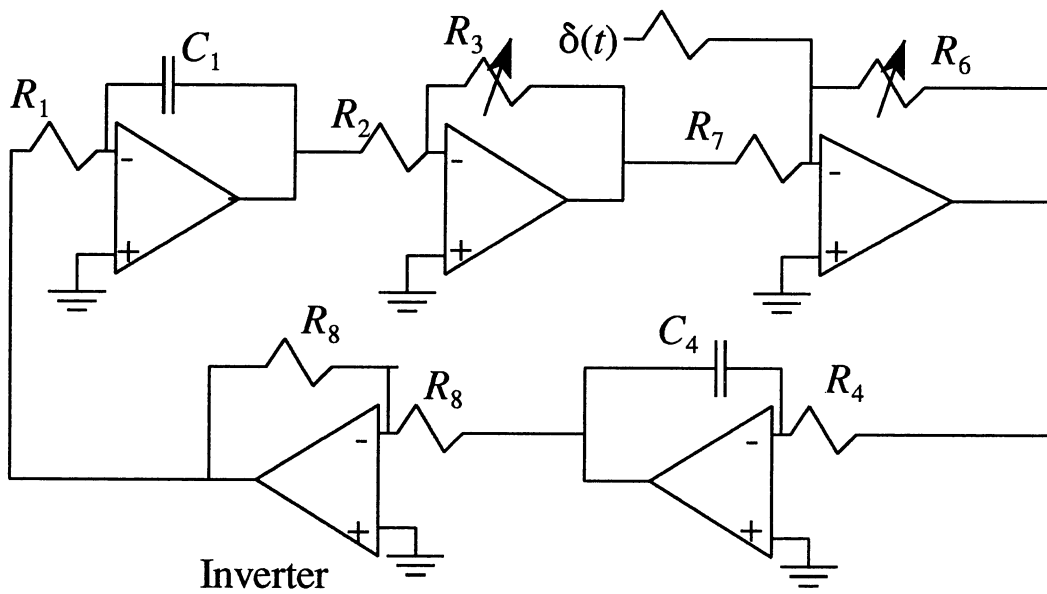 R1
C1
R2
R3
δ(t)
R7
R6
-
+
-
+
-
+
R8
R8
C4
R4
-
+
-
+
Inverter